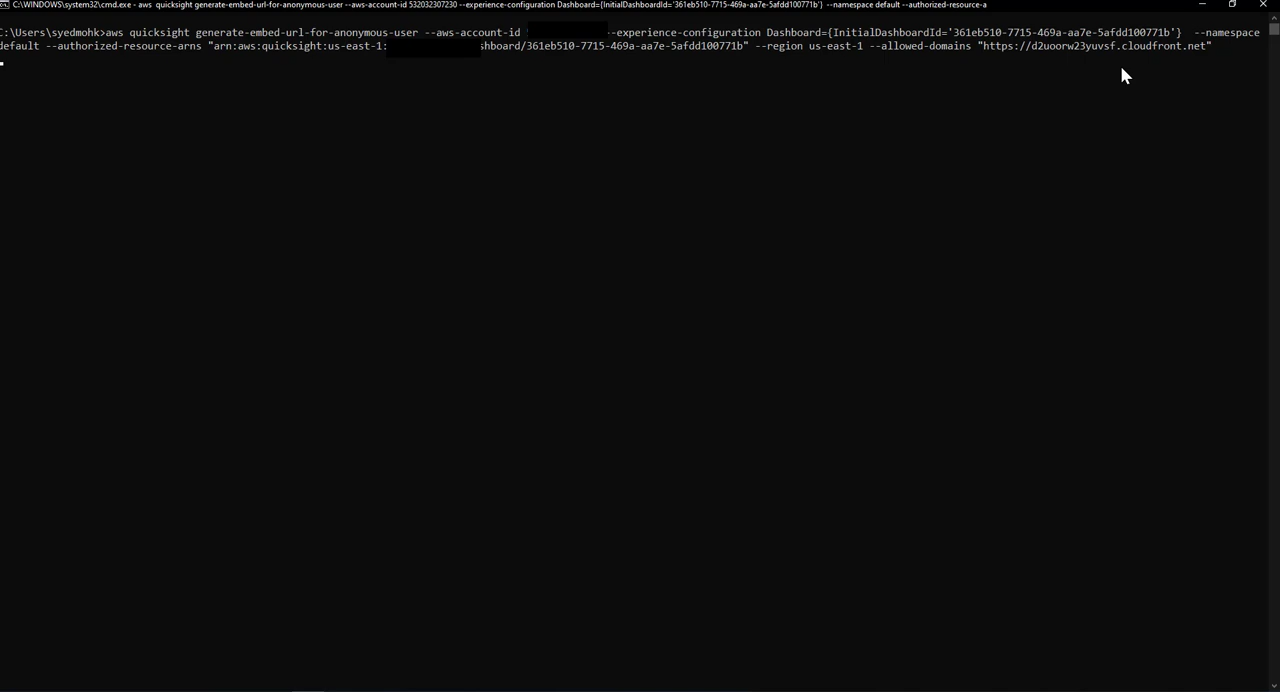 C:\WINDOWS\system32\cmd.exe - aws quicksight generate-embed-url-for-anonymous-user --aws-account-id 532032307230 --experience-configuration Dashboard={InitialDashboardId='361eb510-7715-469a-aa7e-5afdd100771b'} --namespace default --authorized-resource-a
C:\Users\syedmohk>aws quicksight generate-embed-url-for-anonymous-user --aws-account-id --experience-configuration Dashboard={InitialDashboardId='361eb510-7715-469a-aa7e-5afdd100771b'} --namespace
default --authorized-resource-arns "arn:aws:quicksight:us-east-1: shboard/361eb510-7715-469a-aa7e-5afdd100771b" --region us-east-1 --allowed-domains "https://d2uoorw23yuvsf.cloudfront.net"